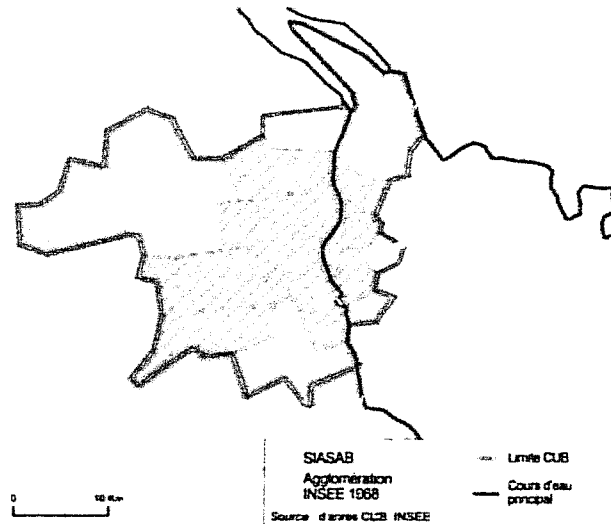 SIASAB
Agglomération
INSEE 1968
Source d'après CUB INSEE
Limite CUB
Cours d'eau
principal
0 10 Km